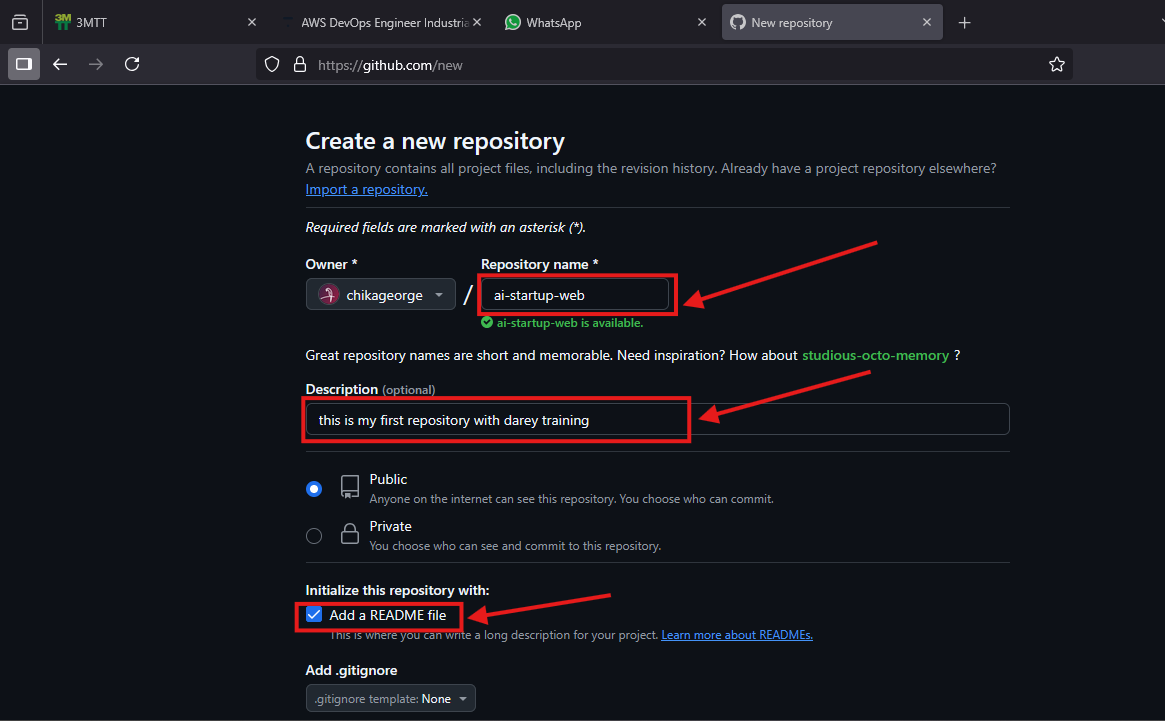 3MTT
AWS DevOps Engineer Industria
WhatsApp
New repository
https://github.com/new
Create a new repository
A repository contains all project files, including the revision history. Already have a project repository elsewhere?
Import a repository.
Required fields are marked with an asterisk (*).
Owner *
Repository name *
chikageorge
/
ai-startup-web
ai-startup-web is available.
Great repository names are short and memorable. Need inspiration? How about studious-octo-memory ?
Description (optional)
this is my first repository with darey training
Public
Anyone on the internet can see this repository. You choose who can commit.
Private
You choose who can see and commit to this repository.
Initialize this repository with:
Add a README file
This is where you can write a long description for your project. Learn more about READMEs.
Add .gitignore
.gitignore template: None